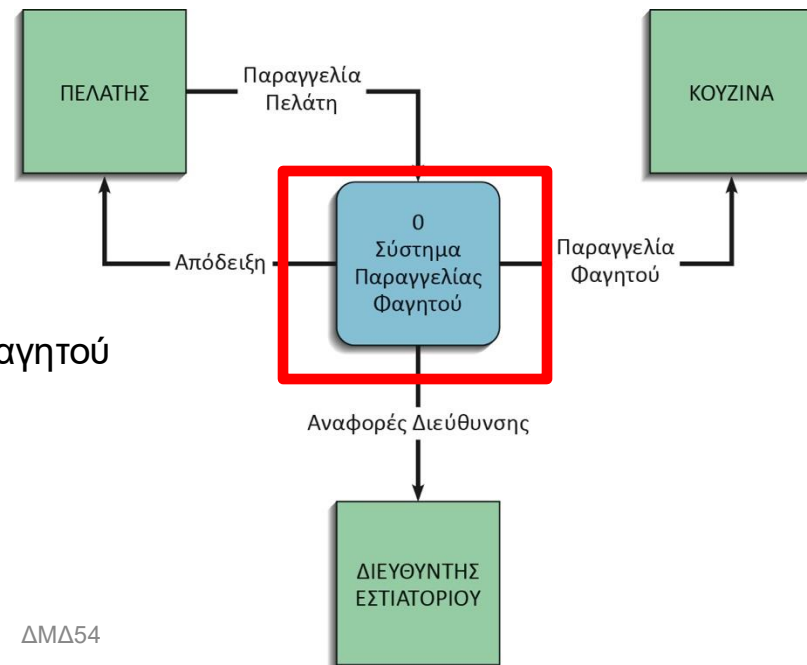 ΠΕΛΑΤΗΣ
Παραγγελία
Πελάτη
ΚΟΥΖΙΝΑ
0
Σύστημα
Παραγγελίας
Φαγητού
Απόδειξη
Παραγγελία
Φαγητού
αγητού
Αναφορές Διεύθυνσης
ΔΙΕΥΘΥΝΤΗΣ
ΕΣΤΙΑΤΟΡΙΟΥ
ΔΜΔ54